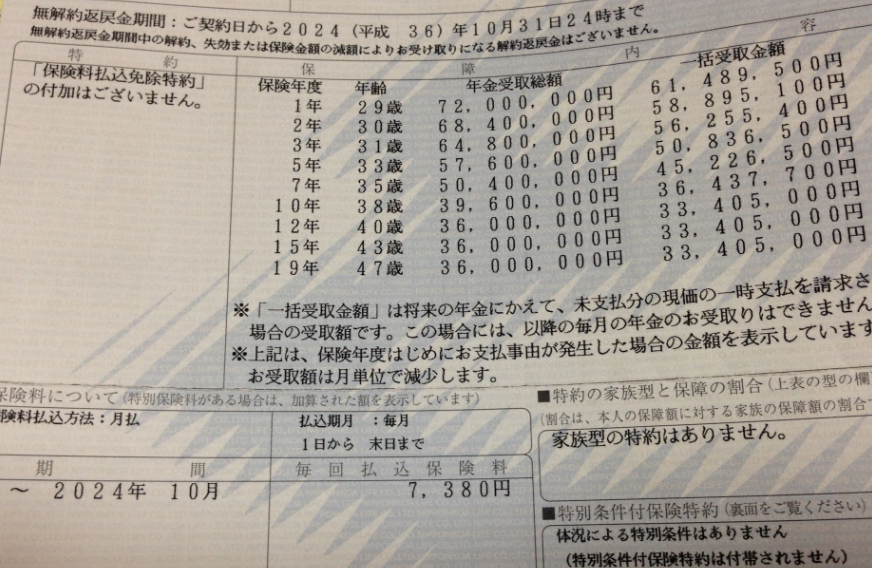 無解約返戻金期間：ご契約日から2024（平成 36）年10月31日24時まで
無解約返戻金期間中の解約、失効または保険金額の減額によりお受け取りになる解約返戻金はございません。
特 約 保 障 内 容
「保険料払込免除特約」
の付加はございません。
保険年度 年齢 年金受取総額 一括受取金額
1年 29歳 72,000,000円 61,489,500円
2年 30歳 68,400,000円 58,895,100円
3年 31歳 64,800,000円 56,255,400円
5年 33歳 57,600,000円 50,836,500円
7年 35歳 50,400,000円 45,226,500円
10年 38歳 39,600,000円 36,437,700円
12年 40歳 36,000,000円 33,405,000円
15年 43歳 36,000,000円 33,405,000円
19年 47歳 36,000,000円 33,405,000円
※「一括受取金額」は将来の年金にかえて、未支払分の現価の一時支払を請求さ
場合の受取額です。この場合には、以降の毎月の年金のお受取りはできません
※上記は、保険年度はじめにお支払事由が発生した場合の金額を表示しています
お受取額は月単位で減少します。
保険料について（特別保険料がある場合は、加算された額を表示しています）
険料払込方法：月払
払込期月 ：毎月
1日から 末日まで
期 間 毎回払込保険料
～ 2024年 10月 7,380円
■特約の家族型と保障の割合（上表の型の欄
（割合は、本人の保障額に対する家族の保障額の割合で
家族型の特約はありません。
■特別条件付保険特約（裏面をご覧ください）
体況による特別条件はありません
（特別条件付保険特約は付帯されません）